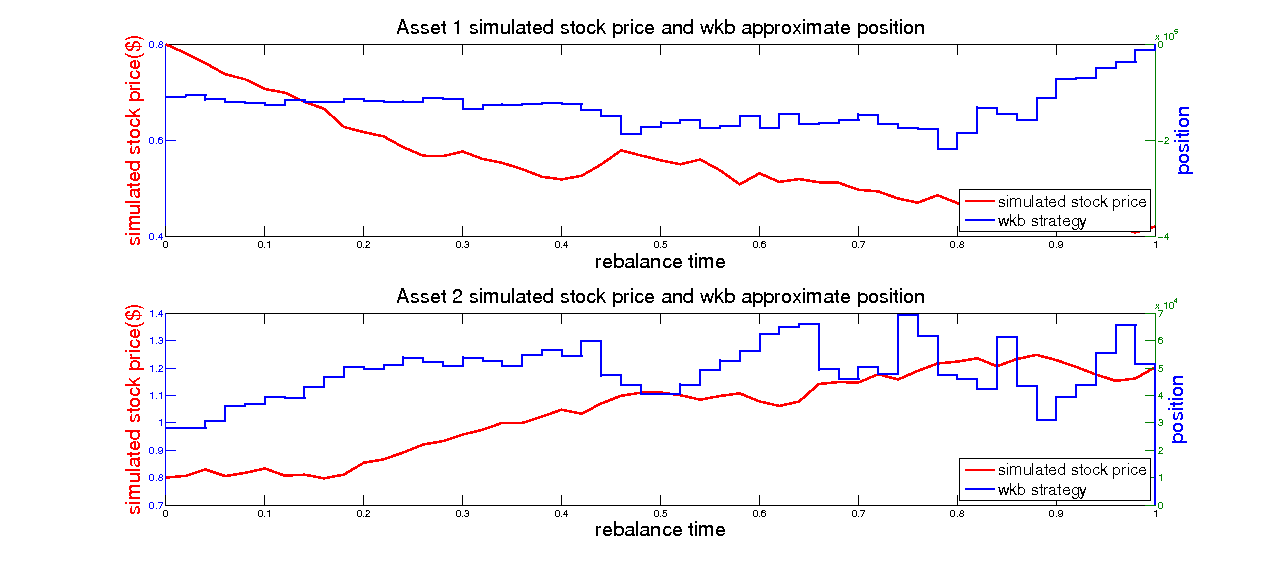 Asset 1 simulated stock price and wkb approximate position
x 10^5
0.8
0.6
0.4
0
-2
-4
simulated stock price($)
position
simulated stock price
wkb strategy
0 0.1 0.2 0.3 0.4 0.5 0.6 0.7 0.8 0.9 1
rebalance time
Asset 2 simulated stock price and wkb approximate position
x 10^4
1.4
1.3
1.2
1.1
1
0.9
0.8
0.7
7
6
5
4
3
2
1
0
simulated stock price($)
position
simulated stock price
wkb strategy
0 0.1 0.2 0.3 0.4 0.5 0.6 0.7 0.8 0.9 1
rebalance time